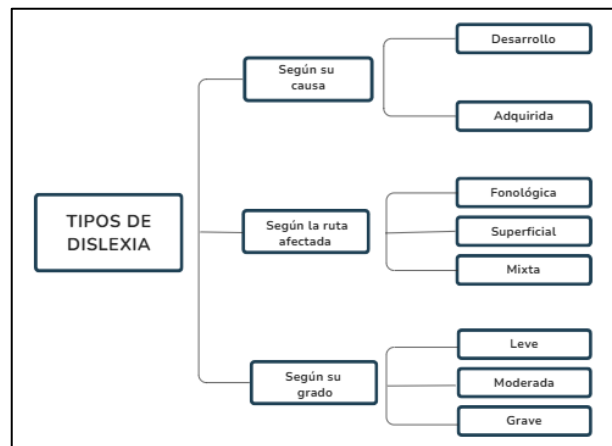 TIPOS DE
DISLEXIA
Según su
causa
Desarrollo
Adquirida
Según la ruta
afectada
Fonológica
Superficial
Mixta
Según su
grado
Leve
Moderada
Grave